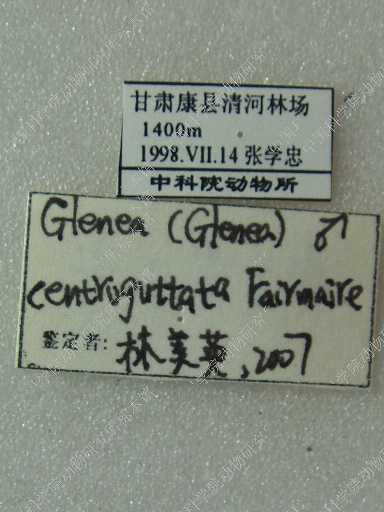 甘肃康县清河林场
1400m
1998.VII.14 张学忠
中科院动物所
Glenea (Glenea) ♂
centroguttata Fairmaire
鉴定者: 林美英, 2007